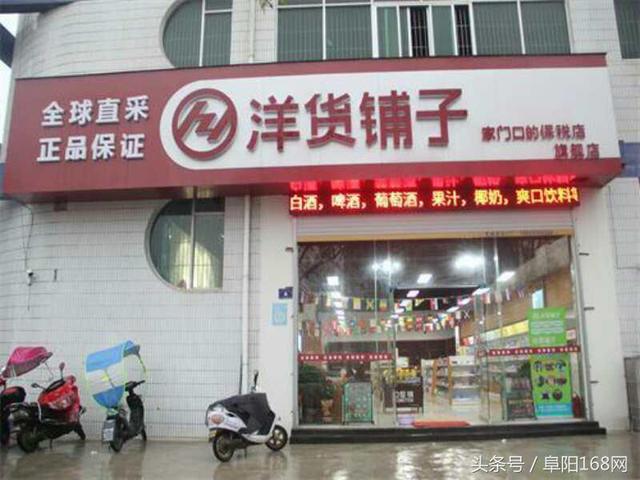 全球直采
正品保证
洋货铺子
家门口的保税店
旗舰店
白酒，啤酒，葡萄酒，果汁，椰奶，爽口饮料
头条号 / 阜阳168网